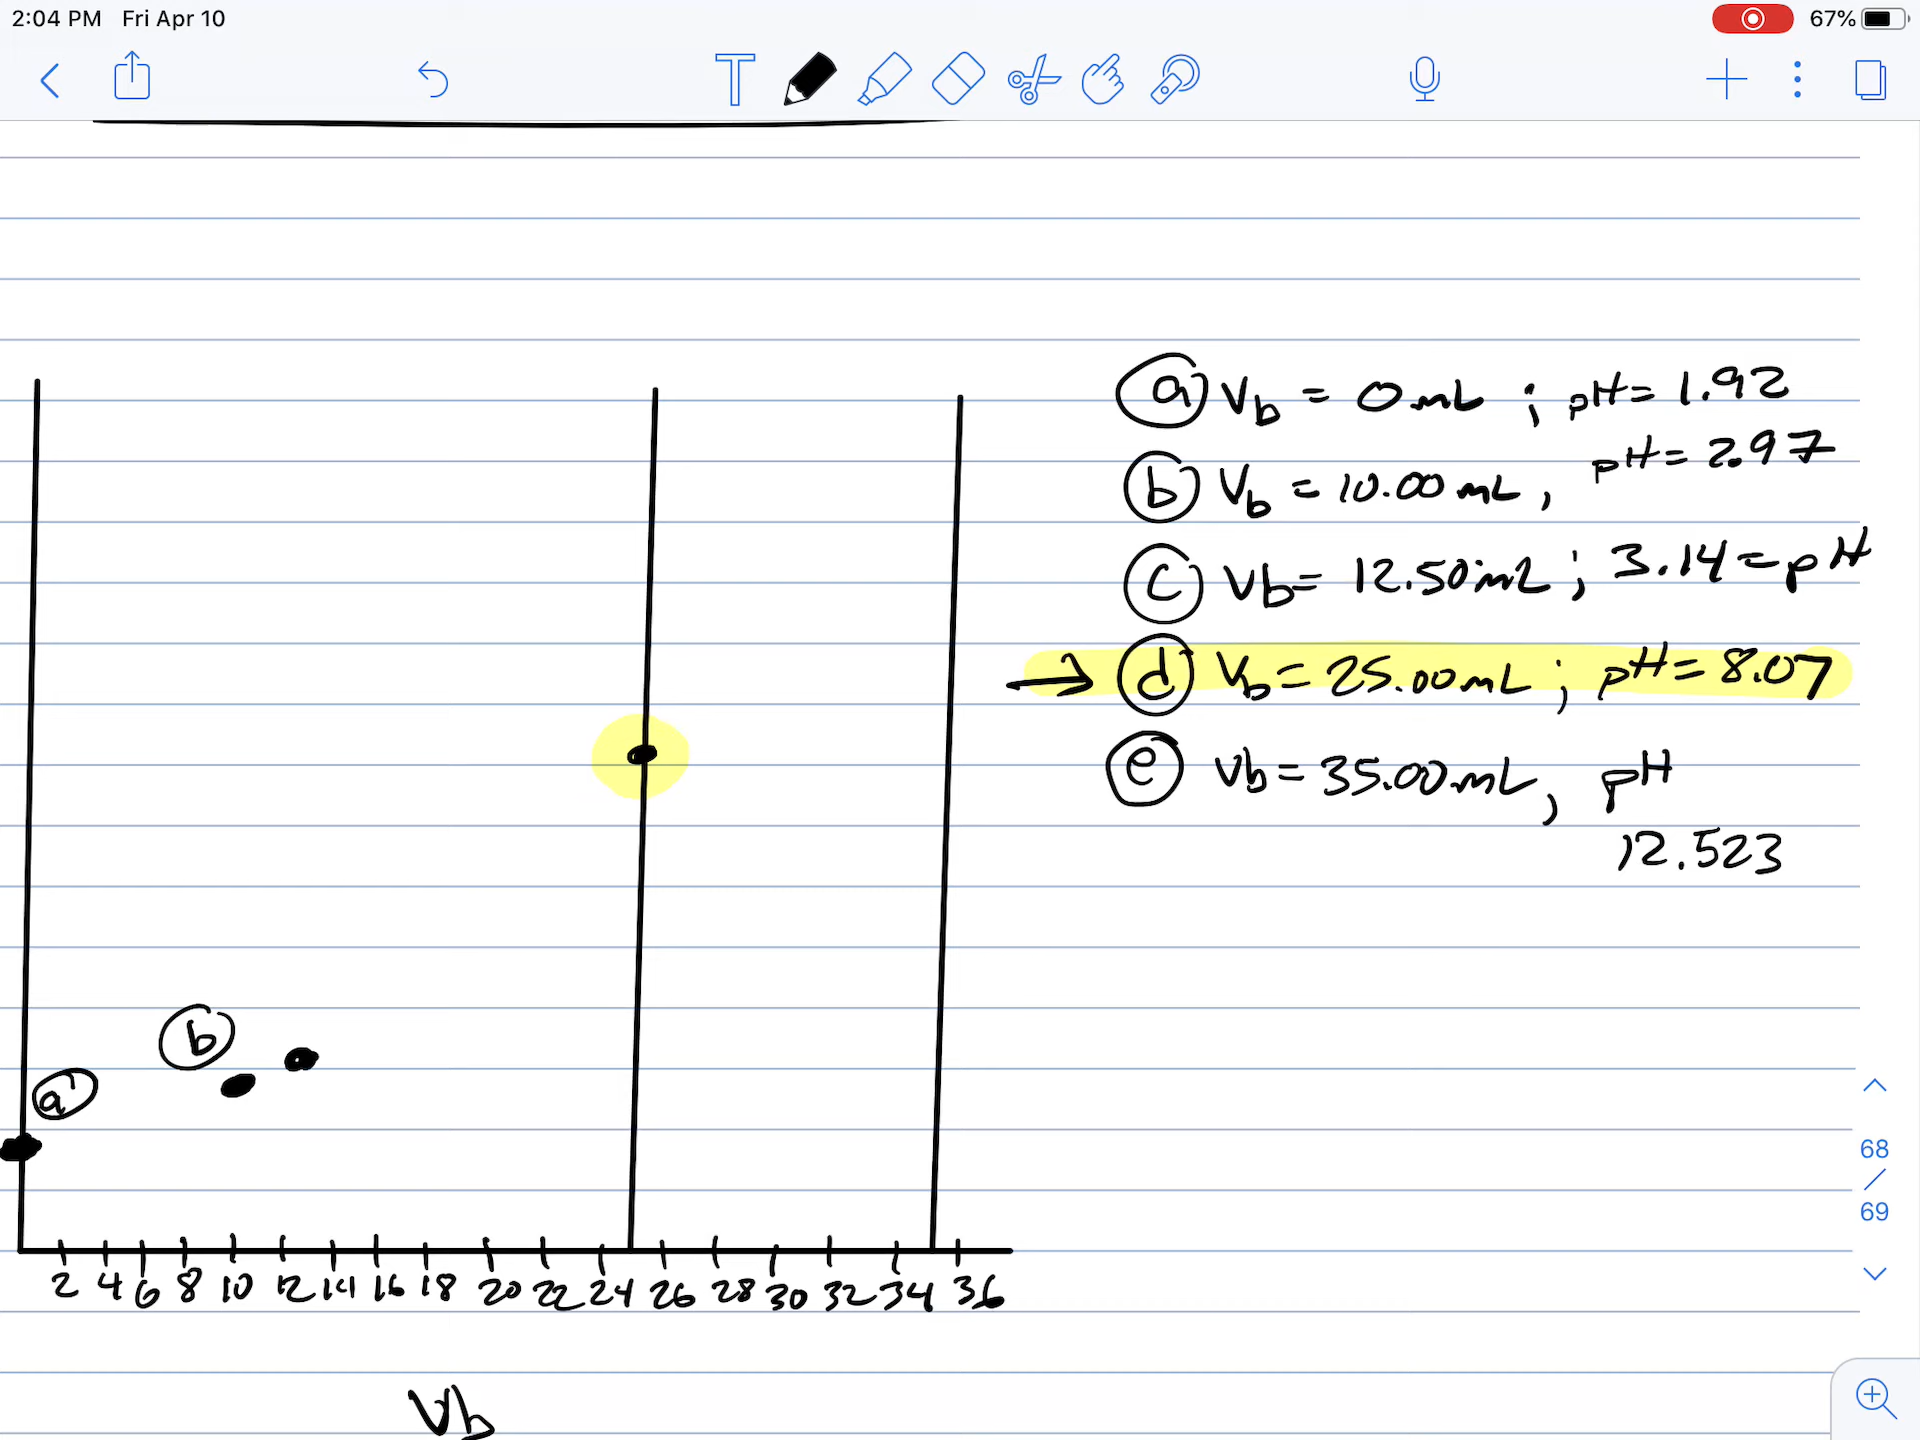 2:04 PM Fri Apr 10 67%
T
a Vb = 0 mL ; pH = 1.92
b Vb = 10.00 mL , pH = 2.97
c Vb = 12.50 mL ; 3.14 = pH
→ d Vb = 25.00 mL ; pH = 8.07
e Vb = 35.00 mL , pH
12.523
b
a
68
/
69
2 4 6 8 10 12 14 16 18 20 22 24 26 28 30 32 34 36
Vb